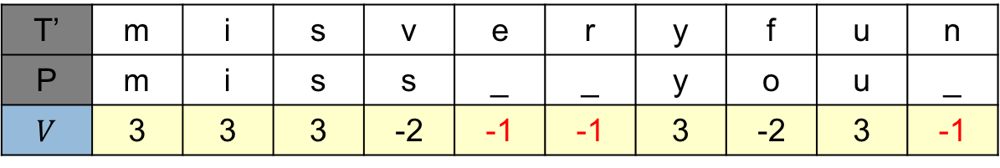 T’ m i s v e r y f u n
P m i s s _ _ y o u _
V 3 3 3 -2 -1 -1 3 -2 3 -1